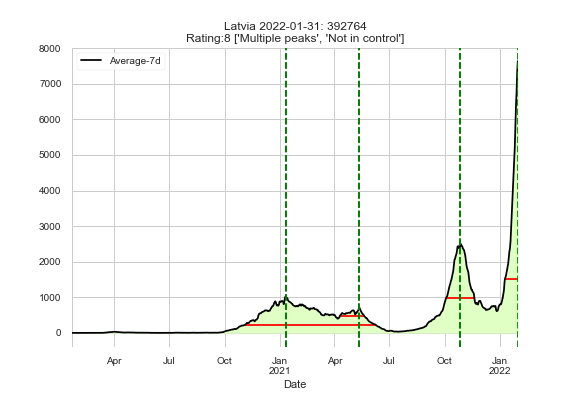 Latvia 2022-01-31: 392764
Rating:8 ['Multiple peaks', 'Not in control']
Average-7d
8000
7000
6000
5000
4000
3000
2000
1000
0
Apr Jul Oct Jan Apr Jul Oct Jan
2021 2022
Date